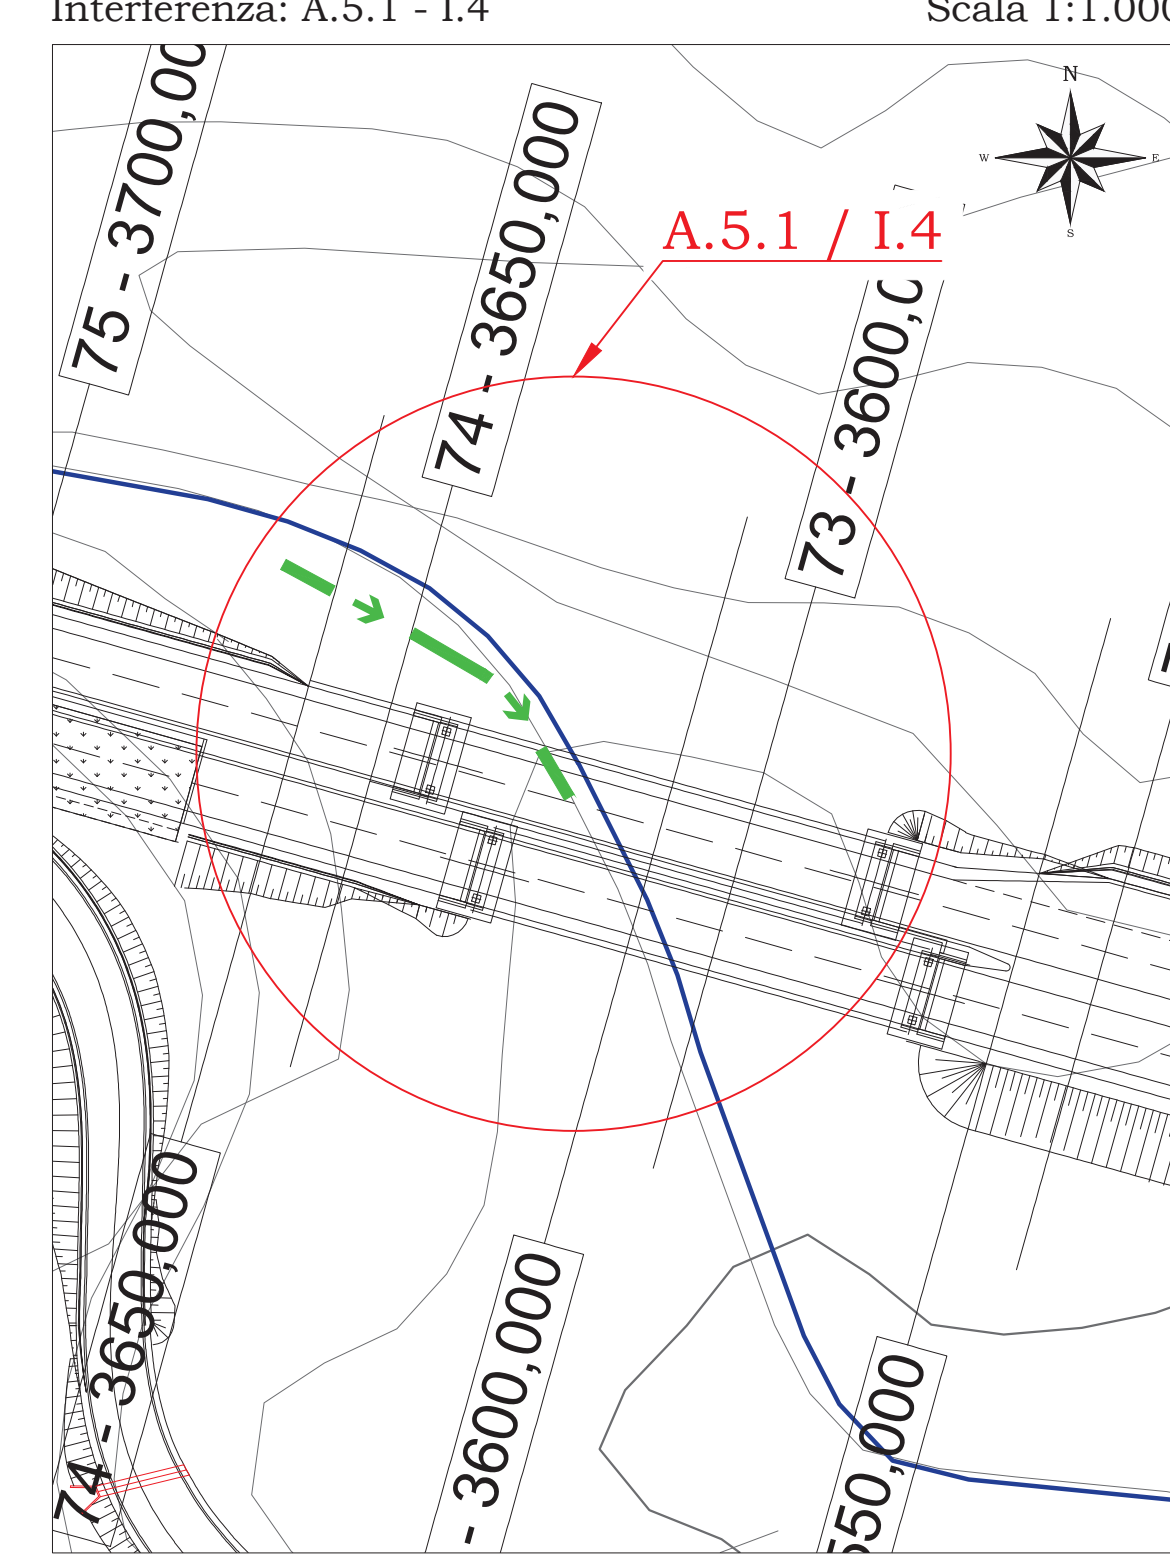 Interferenza: A.5.1 - I.4
Scala 1:1.000
N
W
E
S
A.5.1 / I.4
75 - 3700,00
74 - 3650,000
73 - 3600,0
74 - 3650,000
- 3600,000
550,000